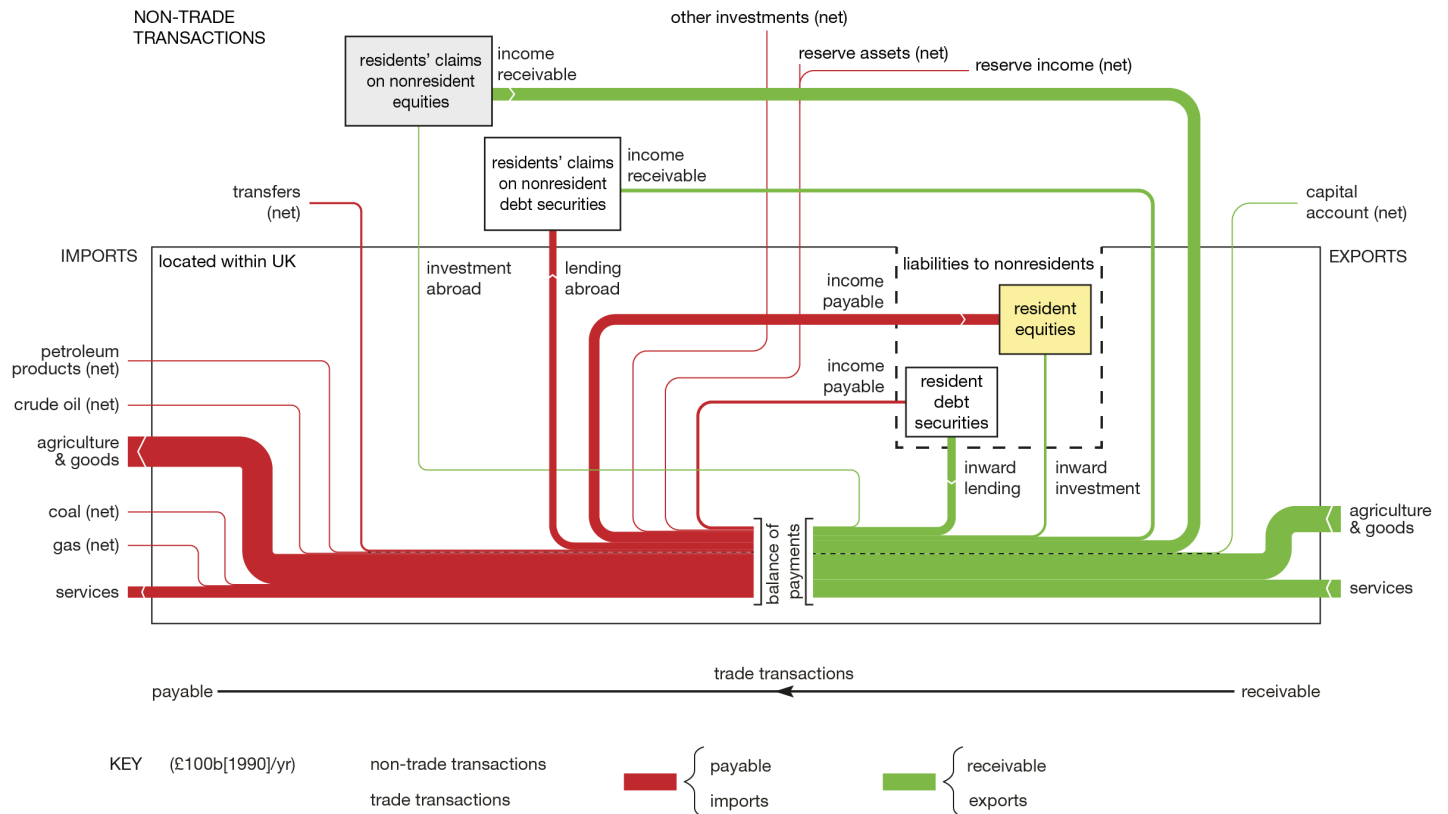 NON-TRADE
TRANSACTIONS
other investments (net)
reserve assets (net)
reserve income (net)
residents’ claims
on nonresident
equities
income
receivable
residents’ claims
on nonresident
debt securities
income
receivable
transfers
(net)
capital
account (net)
IMPORTS
EXPORTS
located within UK
investment
abroad
lending
abroad
liabilities to nonresidents
income
payable
resident
equities
petroleum
products (net)
income
payable
resident
debt
securities
crude oil (net)
agriculture
& goods
inward
lending
inward
investment
coal (net)
gas (net)
services
balance of
payments
agriculture
& goods
services
trade transactions
payable
receivable
KEY (£100b[1990]/yr)
non-trade transactions
trade transactions
payable
imports
receivable
exports